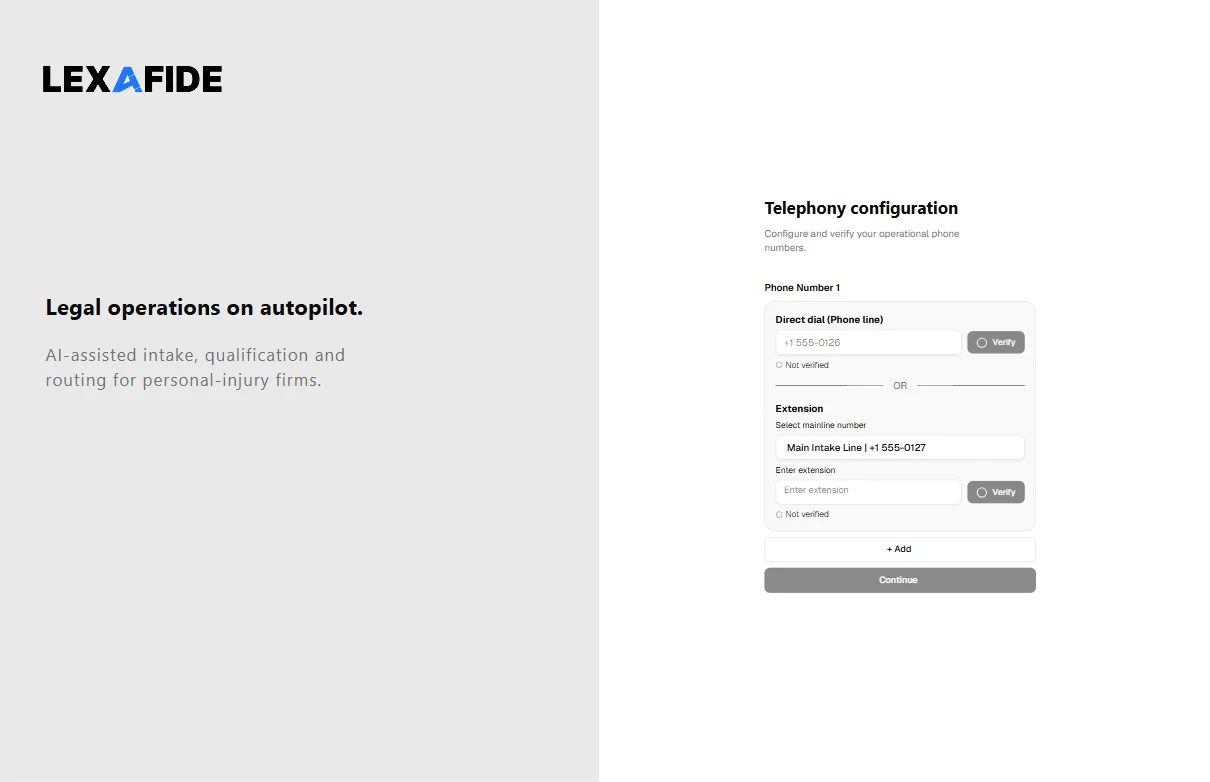 LEXAFIDE
Legal operations on autopilot.
AI-assisted intake, qualification and
routing for personal-injury firms.
Telephony configuration
Configure and verify your operational phone
numbers.
Phone Number 1
Direct dial (Phone line)
+1 555-0126
Verify
Not verified
OR
Extension
Select mainline number
Main Intake Line | +1 555-0127
Enter extension
Enter extension
Verify
Not verified
+ Add
Continue